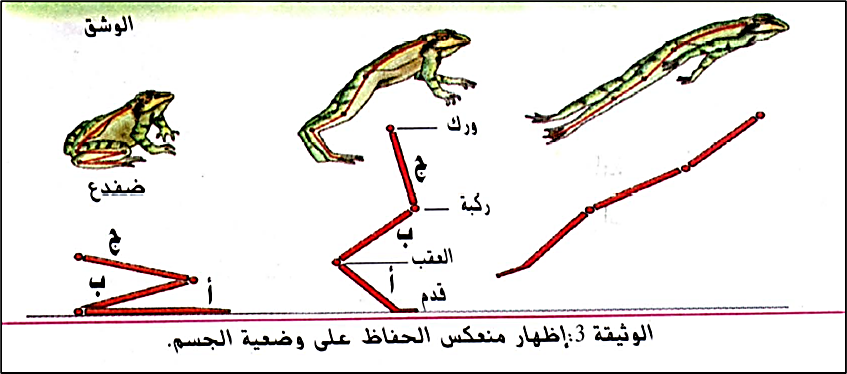 الوشق
ضفدع
ورك
ج
ركبة
ب
العقب
أ
قدم
ج
ب
أ
الوثيقة 3:إظهار منعكس الحفاظ على وضعية الجسم.